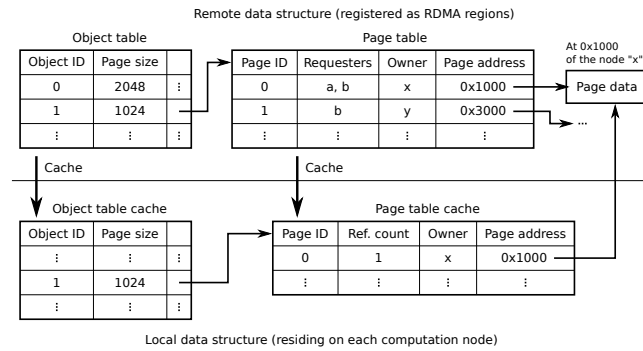 Remote data structure (registered as RDMA regions)
Object table
Page table
Object ID Page size
0 2048 ⋮
1 1024 ⋮
⋮ ⋮
Page ID Requesters Owner Page address
0 a, b x 0x1000
1 b y 0x3000
⋮ ⋮ ⋮ ⋮
At 0x1000
of the node "x"
Page data
...
Cache
Cache
Object table cache
Page table cache
Object ID Page size
⋮ ⋮ ⋮
1 1024
⋮ ⋮ ⋮
Page ID Ref. count Owner Page address
0 1 x 0x1000
⋮ ⋮ ⋮ ⋮
Local data structure (residing on each computation node)